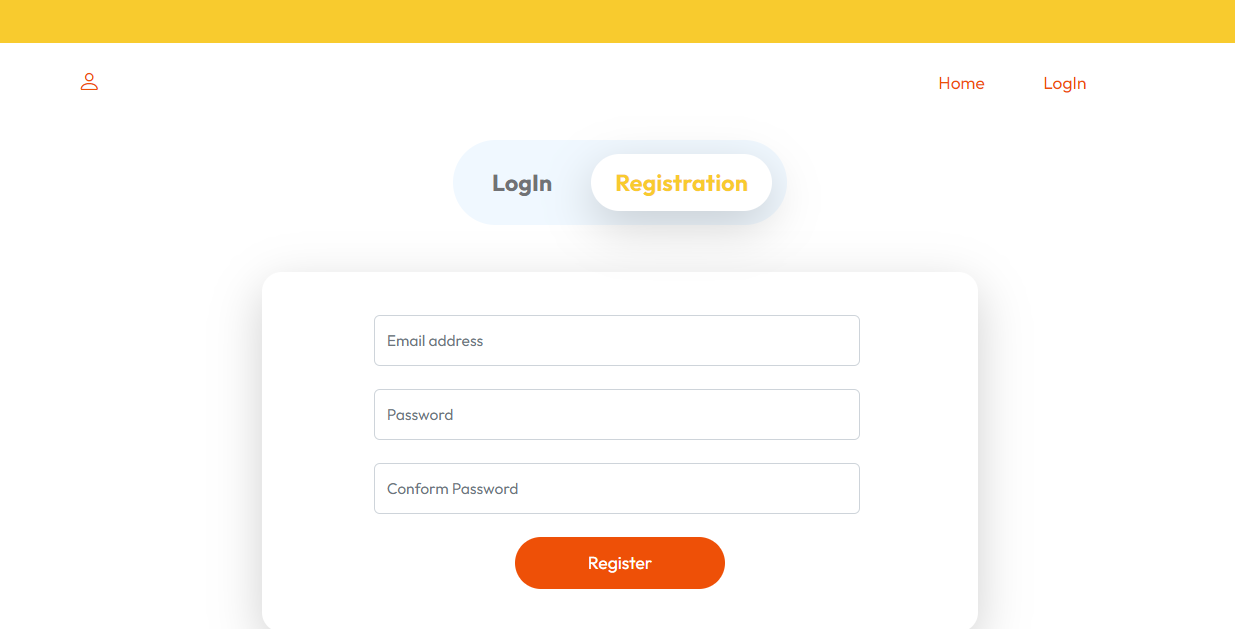 Home LogIn
LogIn Registration
Email address
Password
Conform Password
Register